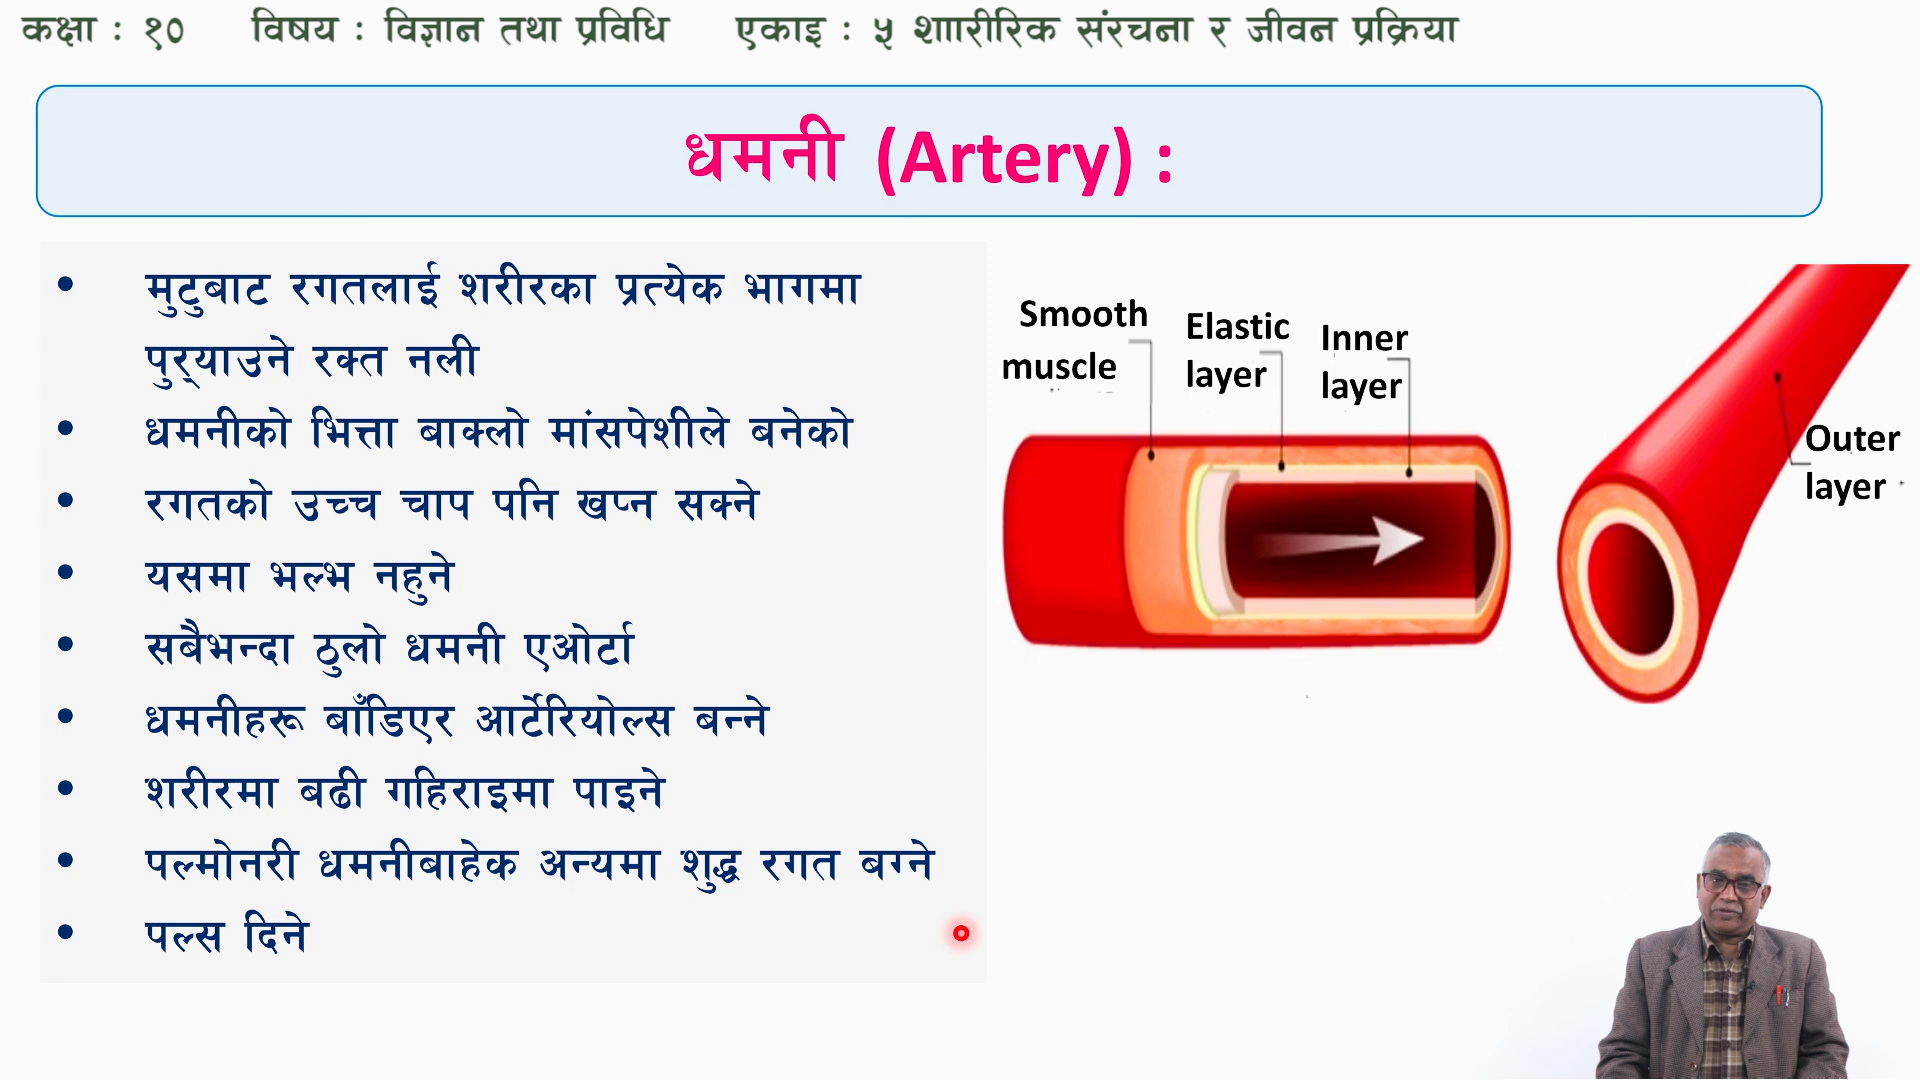 कक्षा : १० विषय : विज्ञान तथा प्रविधि एकाइ : ५ शाारीरिक संरचना र जीवन प्रक्रिया
धमनी (Artery) :
• मुटुबाट रगतलाई शरीरका प्रत्येक भागमा
पुर्‍याउने रक्त नली
• धमनीको भित्ता बाक्लो मांसपेशीले बनेको
• रगतको उच्च चाप पनि खप्न सक्ने
• यसमा भल्भ नहुने
• सबैभन्दा ठुलो धमनी एओर्टा
• धमनीहरू बाँडिएर आर्टेरियोल्स बन्ने
• शरीरमा बढी गहिराइमा पाइने
• पल्मोनरी धमनीबाहेक अन्यमा शुद्ध रगत बग्ने
• पल्स दिने
Smooth
muscle
Elastic
layer
Inner
layer
Outer
layer